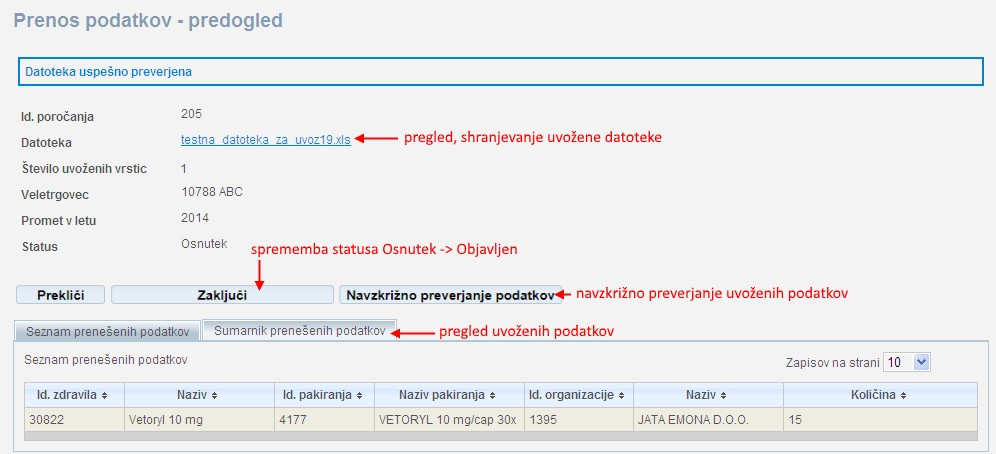 Prenos podatkov - predogled
Datoteka uspešno preverjena
Id. poročanja 205
Datoteka testna_datoteka_za_uvoz19.xls pregled, shranjevanje uvožene datoteke
Število uvoženih vrstic 1
Veletrgovec 10788 ABC
Promet v letu 2014
Status Osnutek
sprememba statusa Osnutek -> Objavljen
Prekliči Zaključi Navzkrižno preverjanje podatkov navzkrižno preverjanje uvoženih podatkov
Seznam prenešenih podatkov Sumarnik prenešenih podatkov pregled uvoženih podatkov
Seznam prenešenih podatkov Zapisov na strani 10
Id. zdravila Naziv Id. pakiranja Naziv pakiranja Id. organizacije Naziv Količina
30822 Vetoryl 10 mg 4177 VETORYL 10 mg/cap 30x 1395 JATA EMONA D.O.O. 15